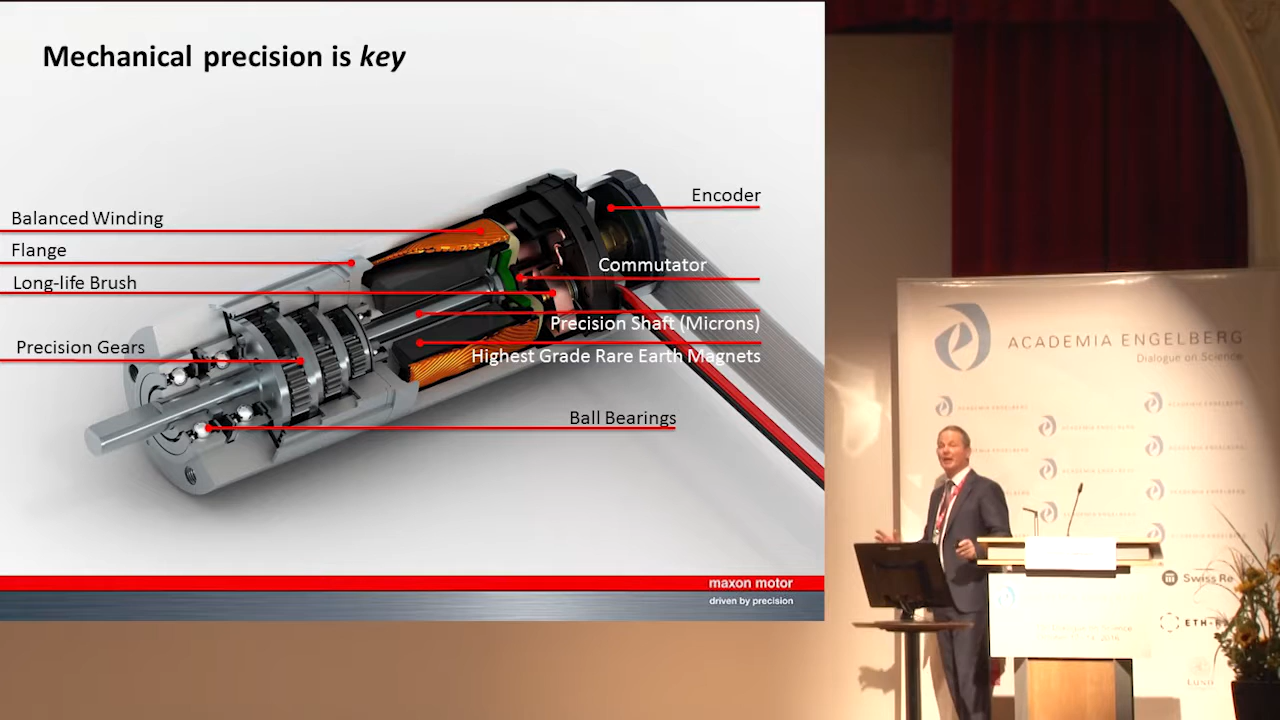 Mechanical precision is key
Encoder
Balanced Winding
Flange
Commutator
Long-life Brush
Precision Shaft (Microns)
Precision Gears
Highest Grade Rare Earth Magnets
Ball Bearings
maxon motor
driven by precision
ACADEMIA ENGELBERG
Dialogue on Science
Swiss Re